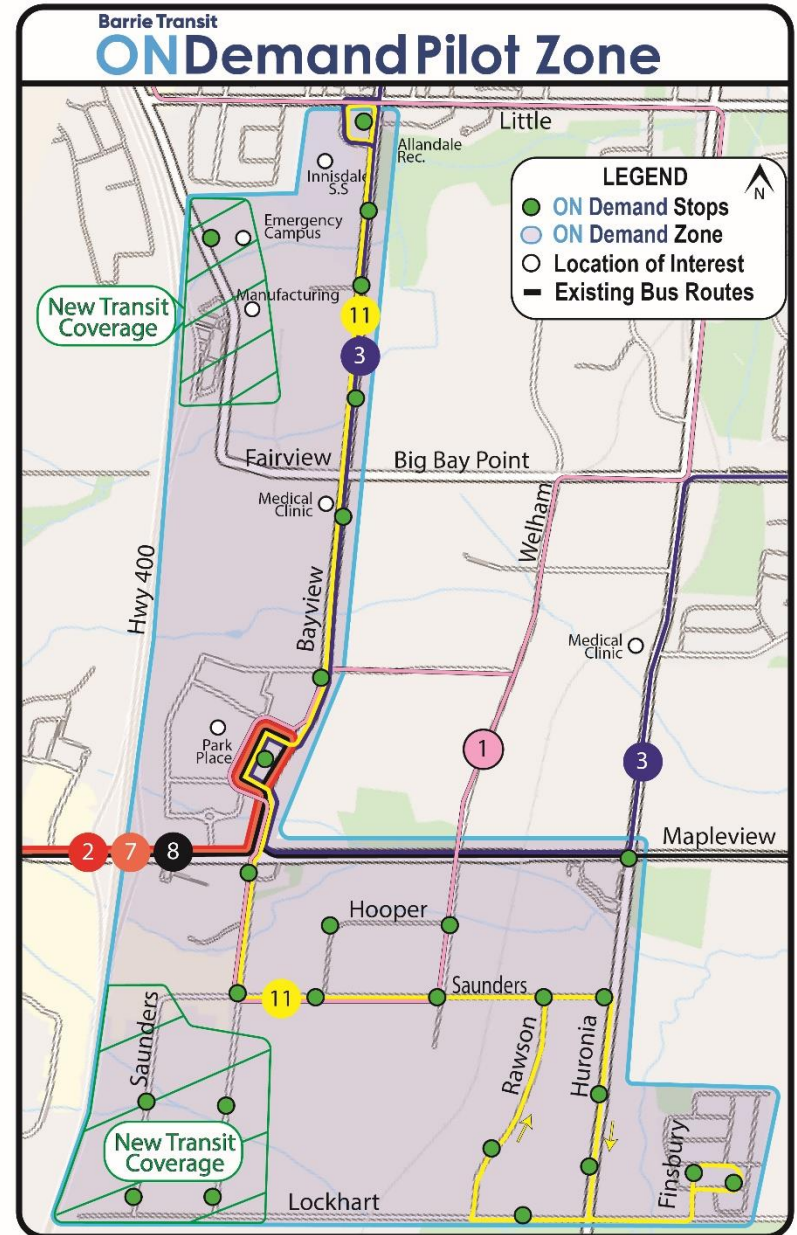 Barrie Transit
ONDemand Pilot Zone
Little
Allandale
Rec.
Innisdale
S.S
LEGEND
N
ON Demand Stops
ON Demand Zone
Location of Interest
Existing Bus Routes
Emergency
Campus
Manufacturing
New Transit
Coverage
11
3
Fairview
Big Bay Point
Medical
Clinic
Welham
Hwy 400
Bayview
Medical
Clinic
Park
Place
1
3
2
7
8
Mapleview
Hooper
Saunders
11
Saunders
Rawson
Huronia
New Transit
Coverage
Finsbury
Lockhart